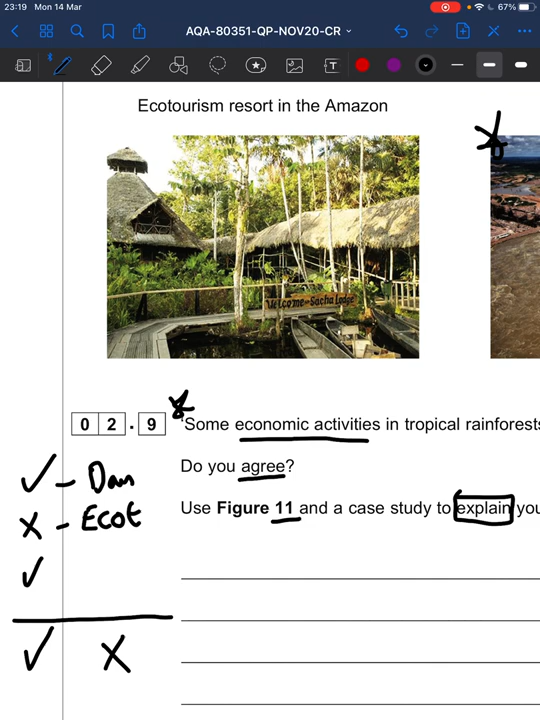 23:19 Mon 14 Mar
67%
AQA-80351-QP-NOV20-CR
Ecotourism resort in the Amazon
Welcome Sacha Lodge
02.9 'Some economic activities in tropical rainforests
Do you agree?
Use Figure 11 and a case study to explain you
✓ - Dam
X - Ecot
✓
✓ X